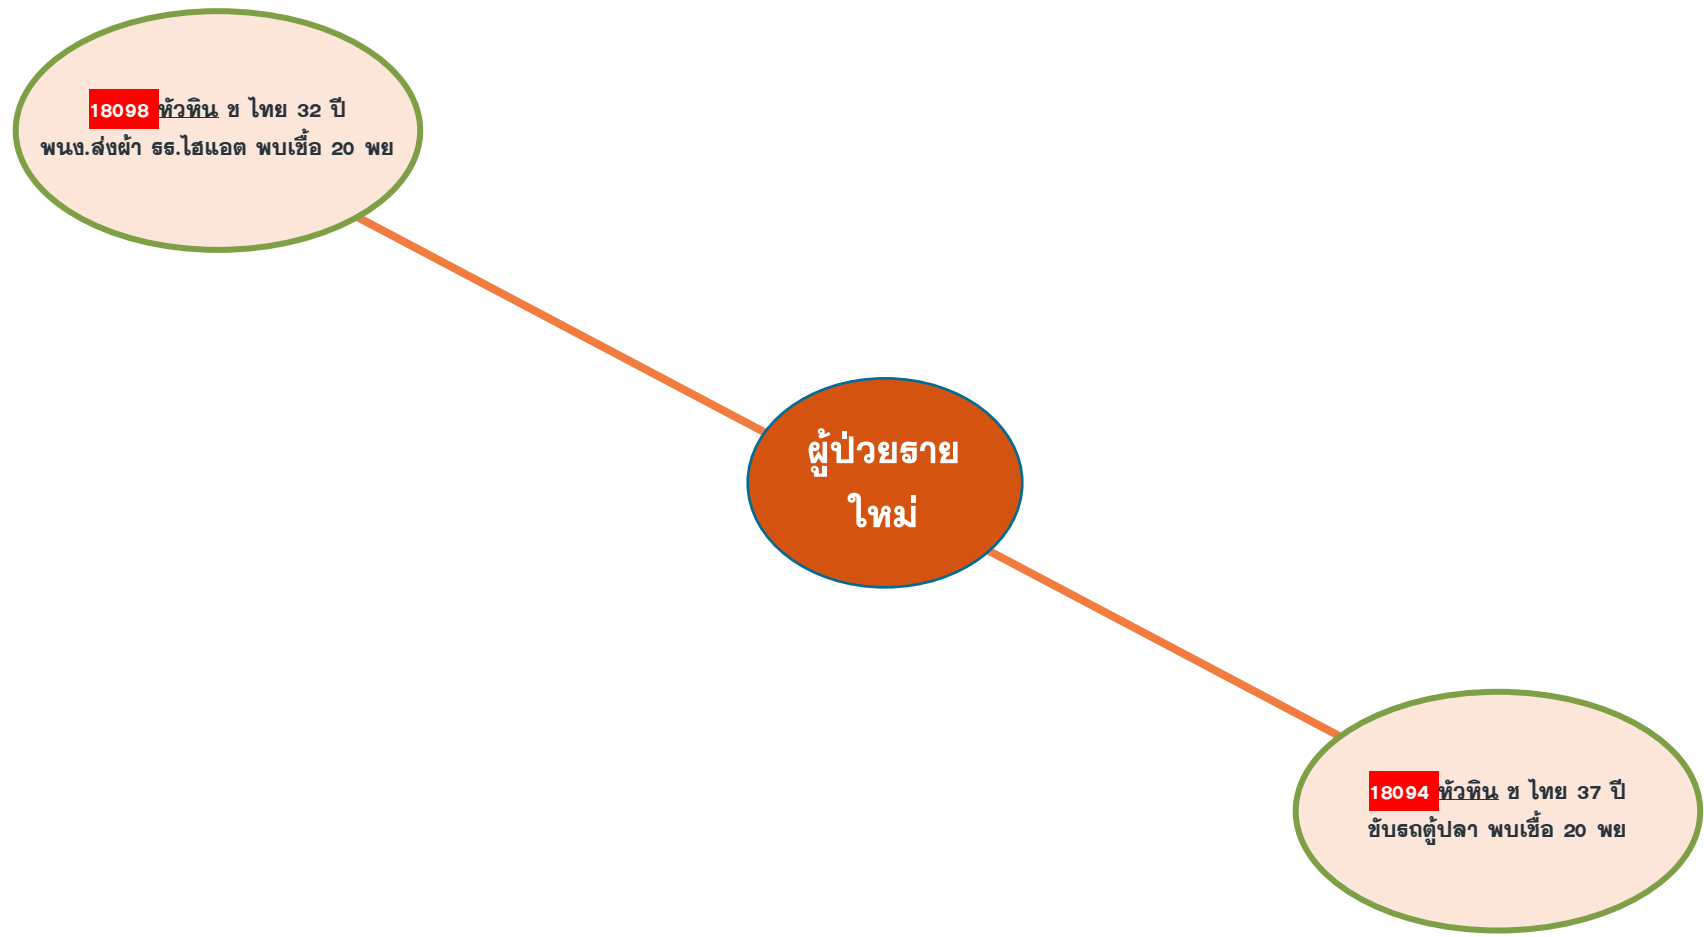 18098 หัวหิน ช ไทย 32 ปี
พนง.ส่งผ้า รร.ไฮแอต พบเชื้อ 20 พย
ผู้ป่วยราย
ใหม่
18094 หัวหิน ช ไทย 37 ปี
ขับรถตู้ปลา พบเชื้อ 20 พย